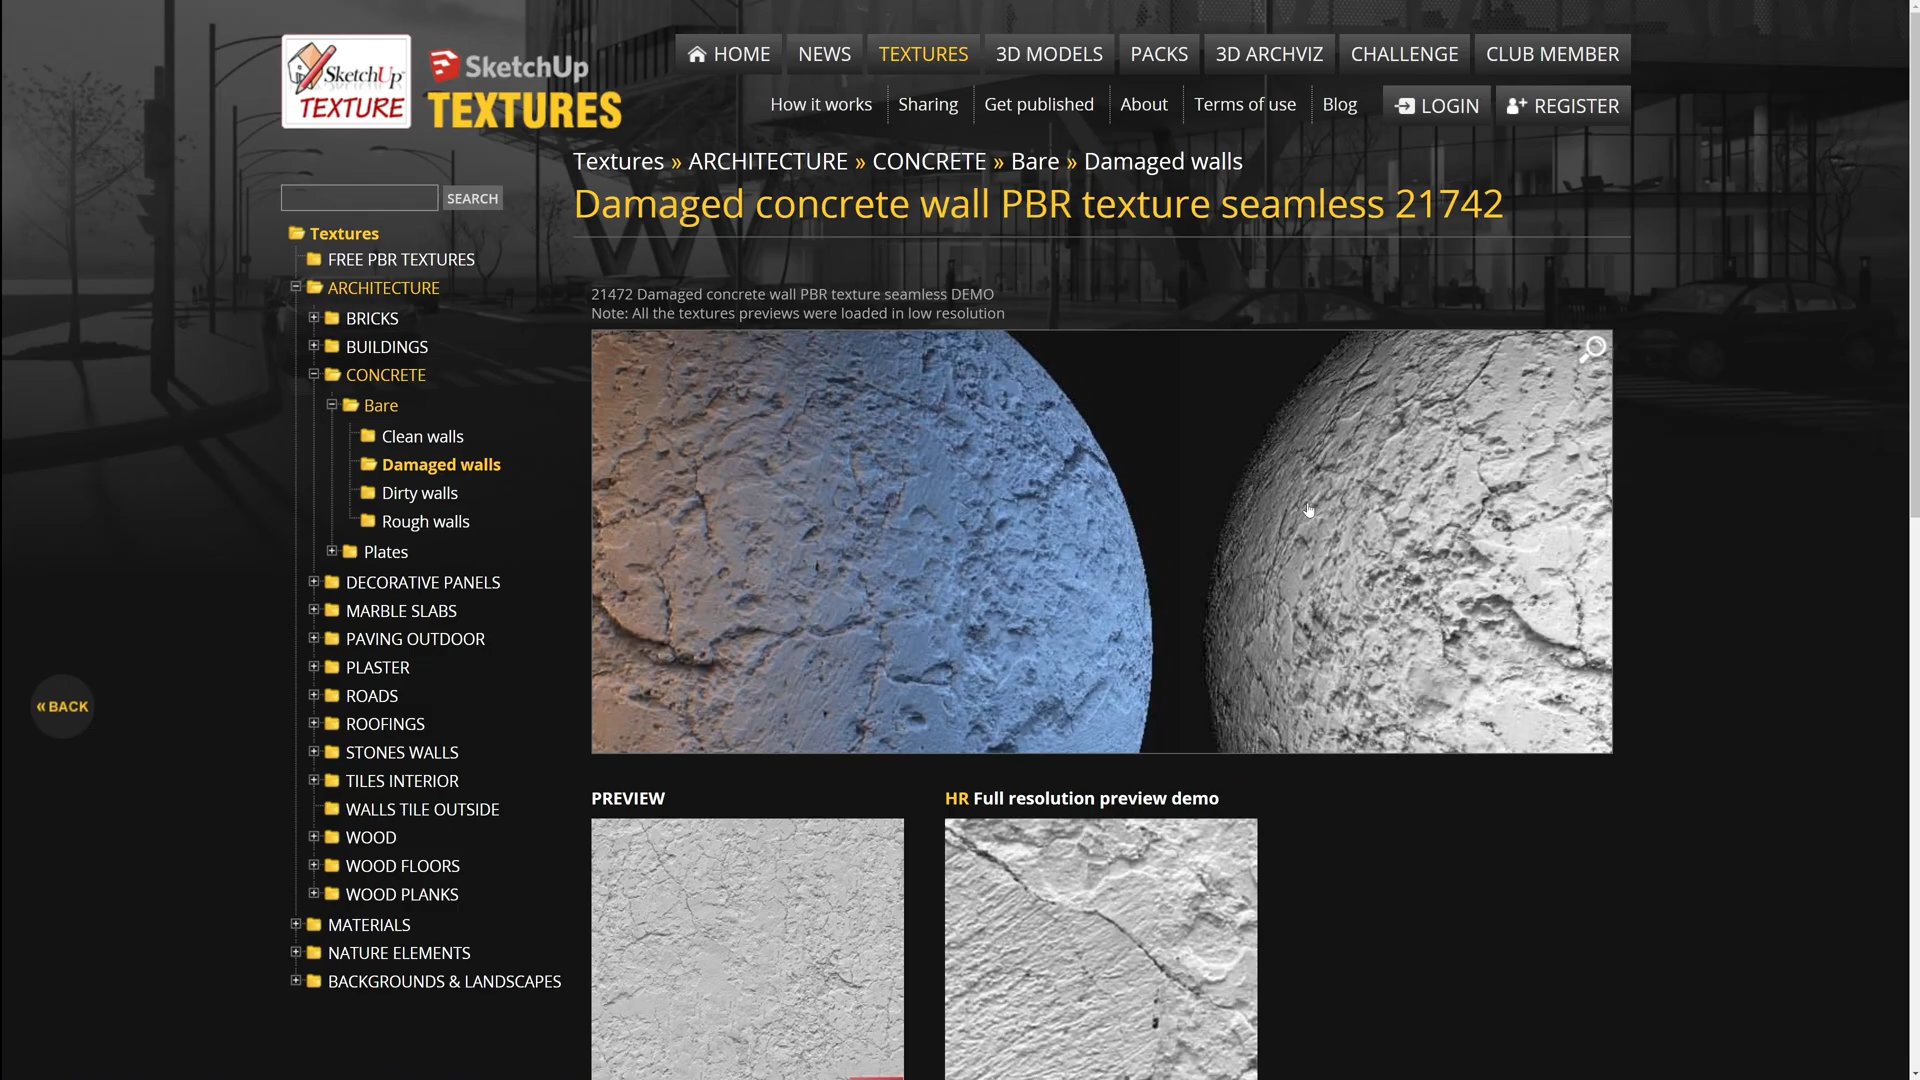 SketchUp
TEXTURE
SketchUp
TEXTURES
HOME
NEWS
TEXTURES
3D MODELS
PACKS
3D ARCHVIZ
CHALLENGE
CLUB MEMBER
How it works
Sharing
Get published
About
Terms of use
Blog
LOGIN
REGISTER
Textures » ARCHITECTURE » CONCRETE » Bare » Damaged walls
Damaged concrete wall PBR texture seamless 21742
SEARCH
Textures
FREE PBR TEXTURES
ARCHITECTURE
BRICKS
BUILDINGS
CONCRETE
Bare
Clean walls
Damaged walls
Dirty walls
Rough walls
Plates
DECORATIVE PANELS
MARBLE SLABS
PAVING OUTDOOR
PLASTER
ROADS
ROOFINGS
STONES WALLS
TILES INTERIOR
WALLS TILE OUTSIDE
WOOD
WOOD FLOORS
WOOD PLANKS
MATERIALS
NATURE ELEMENTS
BACKGROUNDS & LANDSCAPES
« BACK
21472 Damaged concrete wall PBR texture seamless DEMO
Note: All the textures previews were loaded in low resolution
PREVIEW
HR Full resolution preview demo